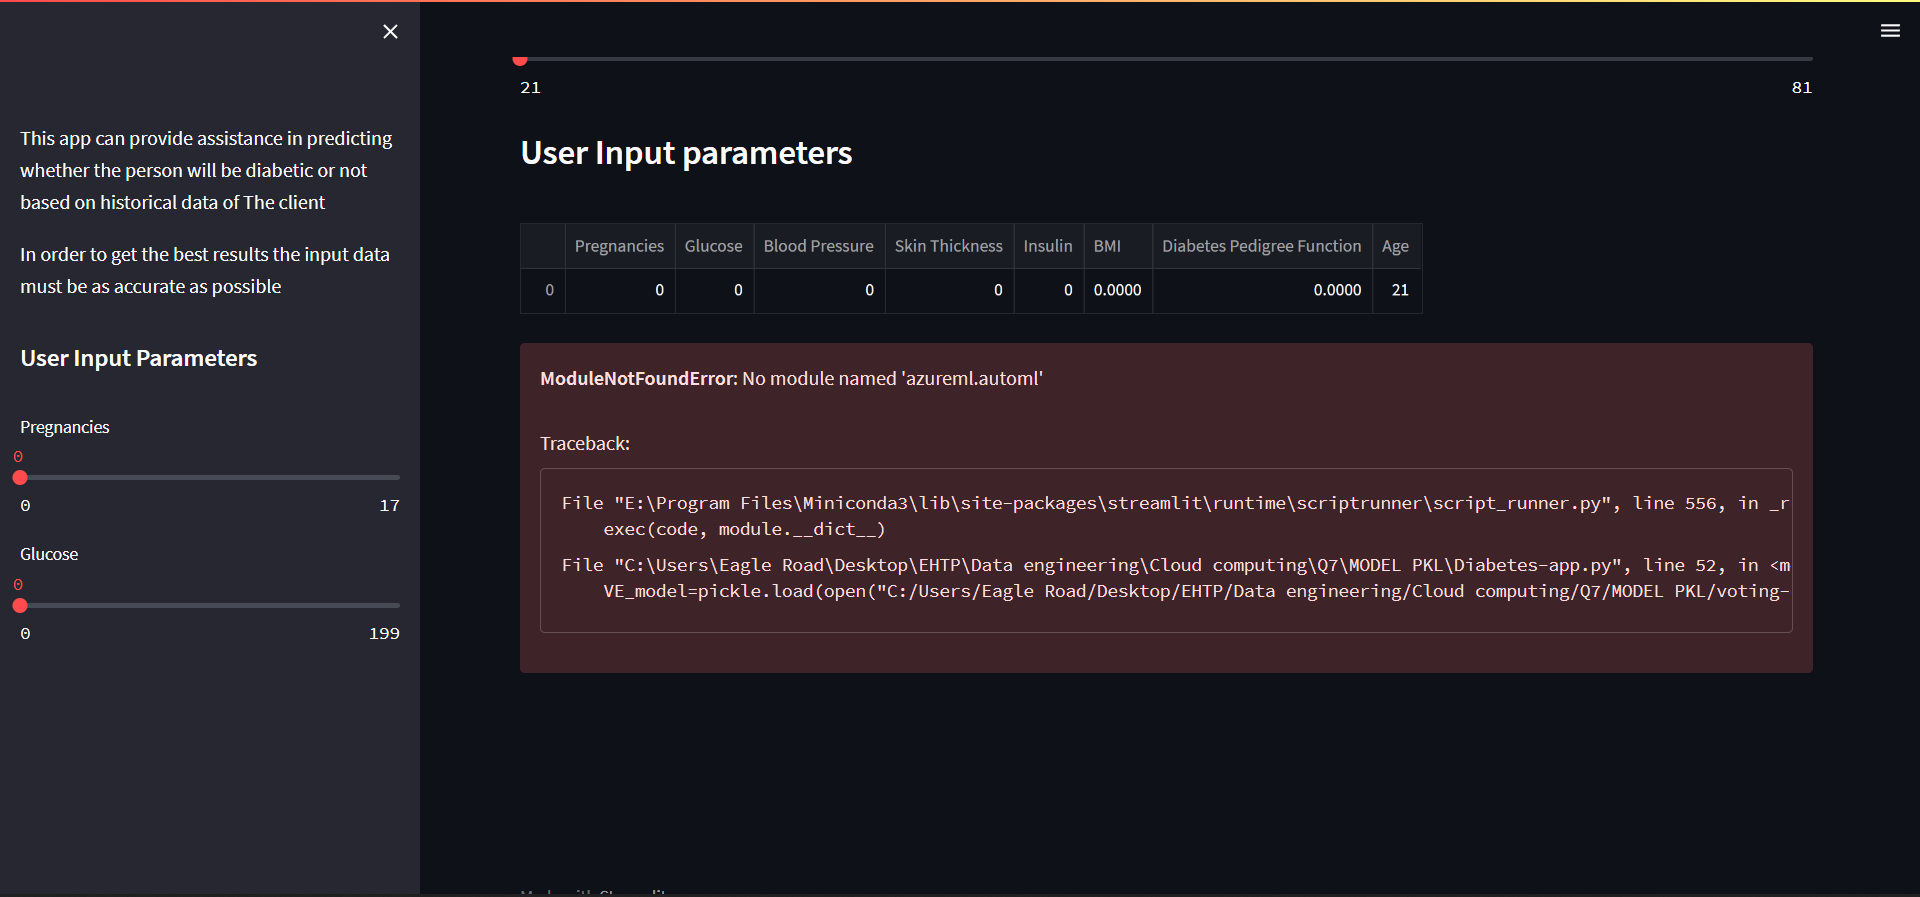 This app can provide assistance in predicting
whether the person will be diabetic or not
based on historical data of The client
In order to get the best results the input data
must be as accurate as possible
User Input Parameters
Pregnancies
0
0 17
Glucose
0
0 199
21 81
User Input parameters
Pregnancies Glucose Blood Pressure Skin Thickness Insulin BMI Diabetes Pedigree Function Age
0 0 0 0 0 0 0.0000 0.0000 21
ModuleNotFoundError: No module named 'azureml.automl'
Traceback:
File "E:\Program Files\Miniconda3\lib\site-packages\streamlit\runtime\scriptrunner\script_runner.py", line 556, in _r
exec(code, module.__dict__)
File "C:\Users\Eagle Road\Desktop\EHTP\Data engineering\Cloud computing\Q7\MODEL PKL\Diabetes-app.py", line 52, in <m
VE_model=pickle.load(open("C:/Users/Eagle Road/Desktop/EHTP/Data engineering/Cloud computing/Q7/MODEL PKL/voting-